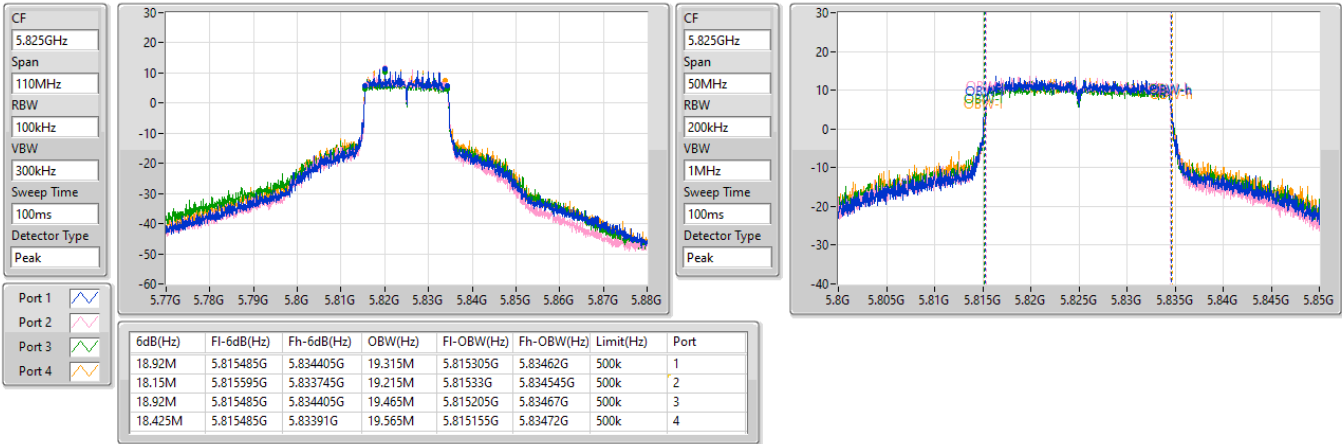 CF
5.825GHz
Span
110MHz
RBW
100kHz
VBW
300kHz
Sweep Time
100ms
Detector Type
Peak
30-
20-
10-
0-
-10-
-20-
-30-
-40-
-50-
-60-
5.77G 5.78G 5.79G 5.8G 5.81G 5.82G 5.83G 5.84G 5.85G 5.86G 5.87G 5.88G
CF
5.825GHz
Span
50MHz
RBW
200kHz
VBW
1MHz
Sweep Time
100ms
Detector Type
Peak
30-
20-
10-
0-
-10-
-20-
-30-
-40-
5.8G 5.805G 5.81G 5.815G 5.82G 5.825G 5.83G 5.835G 5.84G 5.845G 5.85G
Port 1
Port 2
Port 3
Port 4
6dB(Hz) Fl-6dB(Hz) Fh-6dB(Hz) OBW(Hz) Fl-OBW(Hz) Fh-OBW(Hz) Limit(Hz) Port
18.92M 5.815485G 5.834405G 19.315M 5.815305G 5.83462G 500k 1
18.15M 5.815595G 5.833745G 19.215M 5.81533G 5.834545G 500k 2
18.92M 5.815485G 5.834405G 19.465M 5.815205G 5.83467G 500k 3
18.425M 5.815485G 5.83391G 19.565M 5.815155G 5.83472G 500k 4